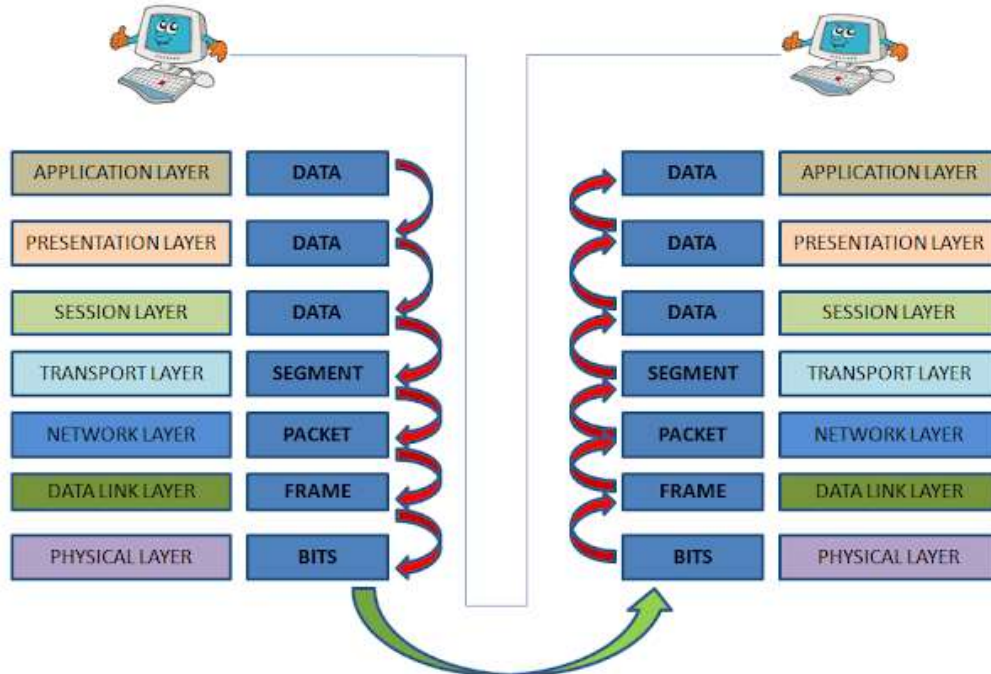 APPLICATION LAYER DATA DATA APPLICATION LAYER
PRESENTATION LAYER DATA DATA PRESENTATION LAYER
SESSION LAYER DATA DATA SESSION LAYER
TRANSPORT LAYER SEGMENT SEGMENT TRANSPORT LAYER
NETWORK LAYER PACKET PACKET NETWORK LAYER
DATA LINK LAYER FRAME FRAME DATA LINK LAYER
PHYSICAL LAYER BITS BITS PHYSICAL LAYER